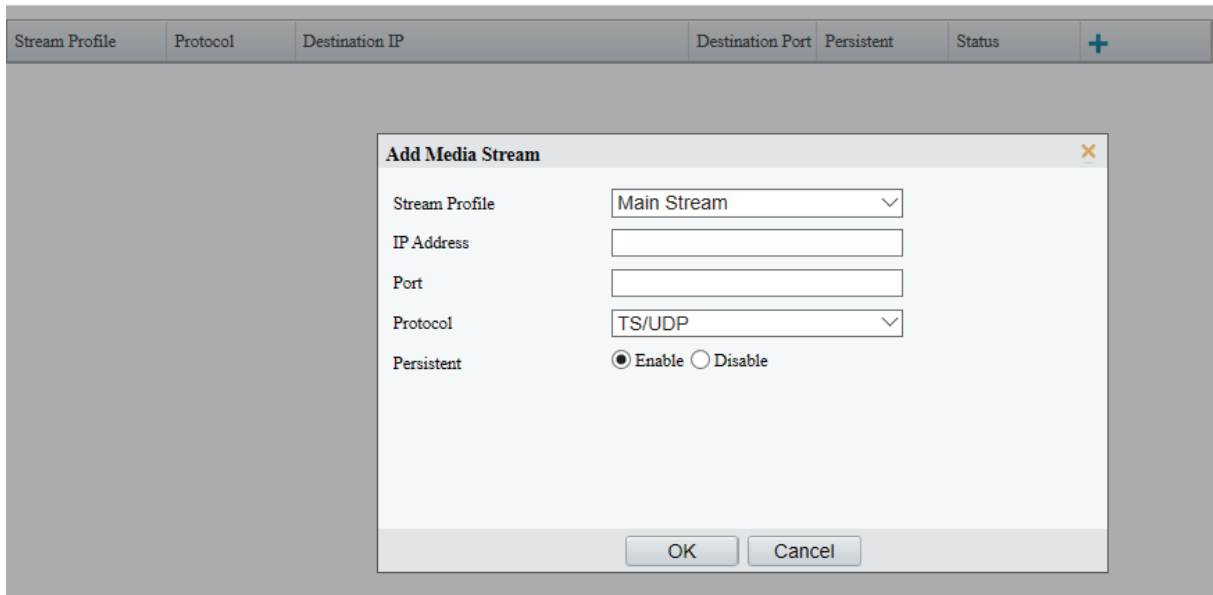 Stream Profile Protocol Destination IP Destination Port Persistent Status
Add Media Stream
Stream Profile Main Stream
IP Address
Port
Protocol TS/UDP
Persistent Enable Disable
OK Cancel